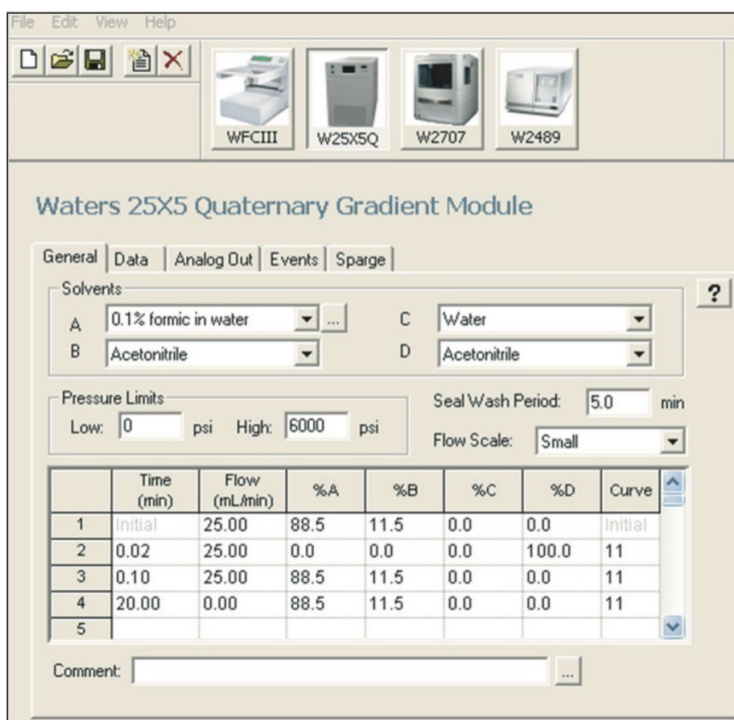 File Edit View Help
WFCIII W25X5Q W2707 W2489
Waters 25X5 Quaternary Gradient Module
General Data Analog Out Events Sparge
Solvents
A 0.1% formic in water ... C Water
B Acetonitrile D Acetonitrile
?
Pressure Limits
Low: 0 psi High: 6000 psi
Seal Wash Period: 5.0 min
Flow Scale: Small
Time (min) Flow (mL/min) %A %B %C %D Curve
1 Initial 25.00 88.5 11.5 0.0 0.0 Initial
2 0.02 25.00 0.0 0.0 0.0 100.0 11
3 0.10 25.00 88.5 11.5 0.0 0.0 11
4 20.00 0.00 88.5 11.5 0.0 0.0 11
5
Comment: ...